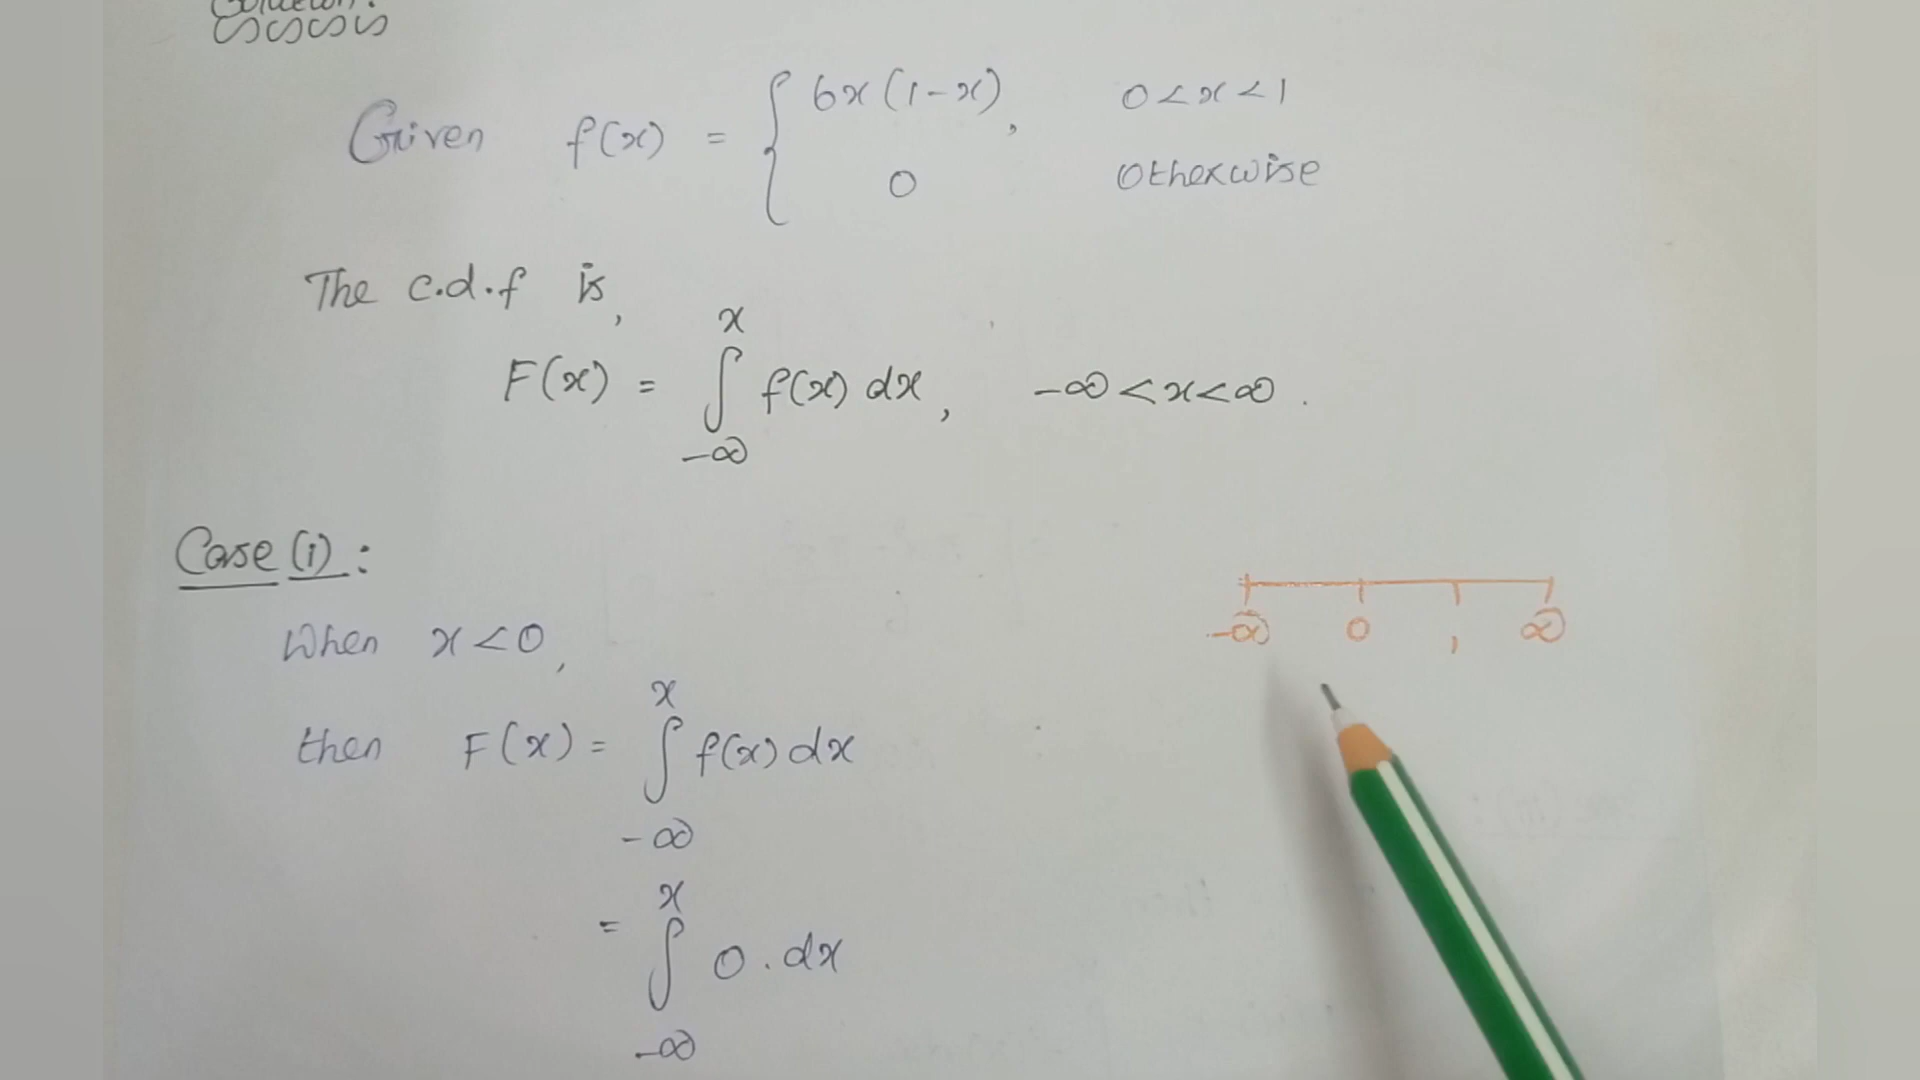 Solution:
Given f(x) = { 6x(1-x), 0<x<1
0 otherwise
The c.d.f is,
F(x) = ∫_{-∞}^{x} f(x) dx, -∞<x<∞.
Case (i):
When x<0,
then F(x) = ∫_{-∞}^{x} f(x) dx
= ∫_{-∞}^{x} 0. dx
-∞ 0 1 ∞